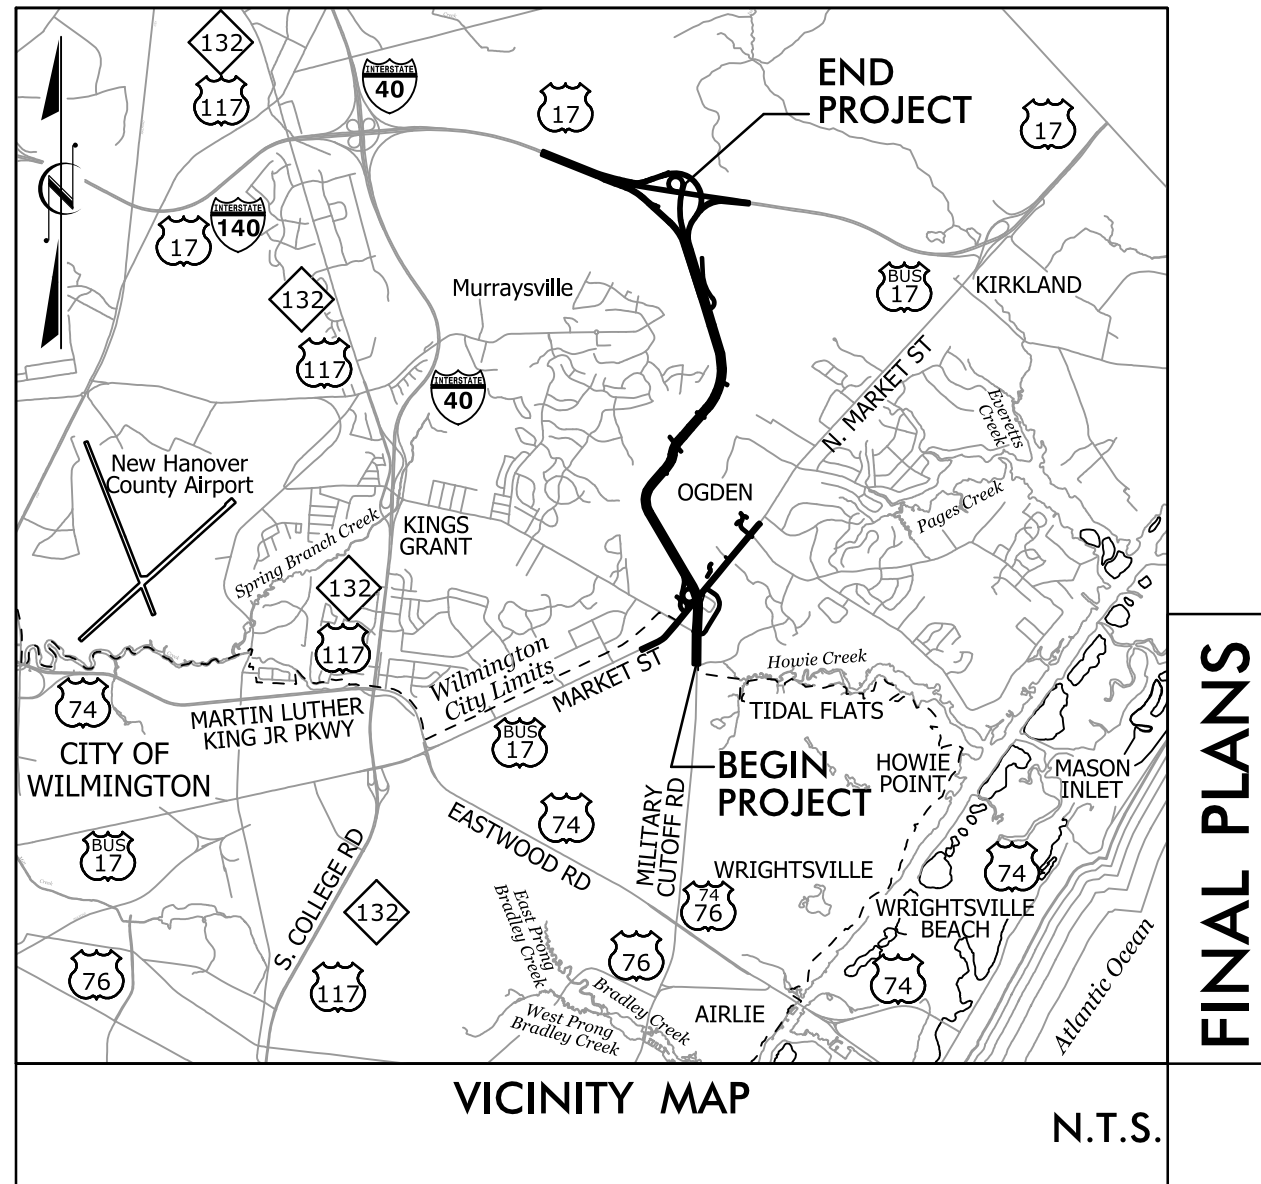 132
117
INTERSTATE
40
17
END
PROJECT
17
N
INTERSTATE
140
17
132
117
Murraysville
BUS
17
KIRKLAND
INTERSTATE
40
N. MARKET ST
Everetts
Creek
New Hanover
County Airport
OGDEN
Pages Creek
KINGS
GRANT
Spring Branch Creek
132
117
Wilmington
City Limits
MARKET ST
Howie Creek
TIDAL FLATS
74
MARTIN LUTHER
KING JR PKWY
BUS
17
CITY OF
WILMINGTON
BEGIN
PROJECT
HOWIE
POINT
MASON
INLET
BUS
17
EASTWOOD RD
74
MILITARY
CUTOFF RD
WRIGHTSVILLE
74
S. COLLEGE RD
132
74
76
WRIGHTSVILLE
BEACH
East Prong
Bradley Creek
76
117
76
Bradley Creek
West Prong
Bradley Creek
AIRLIE
74
Atlantic Ocean
VICINITY MAP
N.T.S.
FINAL PLANS